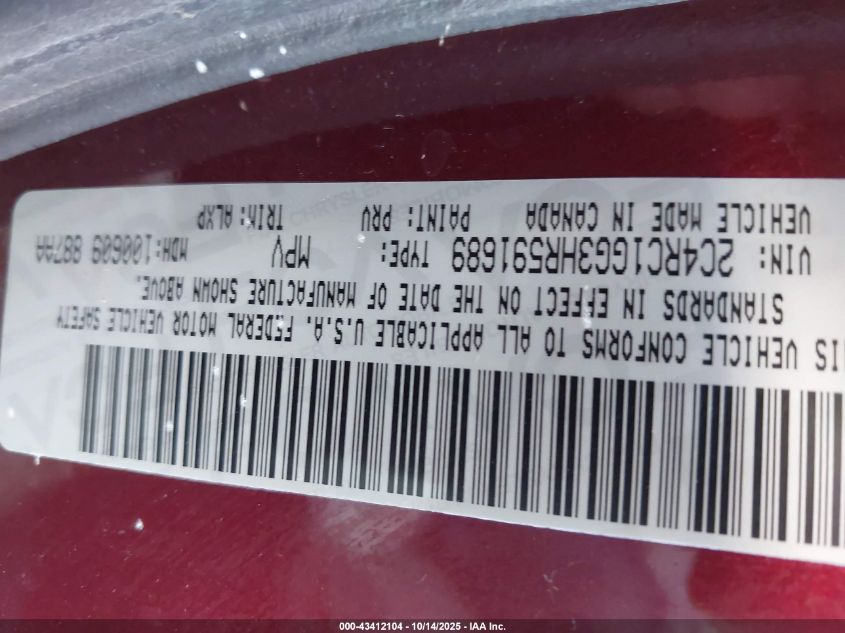 HIS VEHICLE CONFORMS TO ALL APPLICABLE U.S.A. FEDERAL MOTOR VEHICLE SAFETY
STANDARDS IN EFFECT ON THE DATE OF MANUFACTURE SHOWN ABOVE.
VIN: 2C4RC1GG3HR591689 TYPE: MPV MDH:100609 887AA
VEHICLE MADE IN CANADA PAINT: PRV TRIM: ALXP
000-43412104 - 10/14/2025 - IAA Inc.